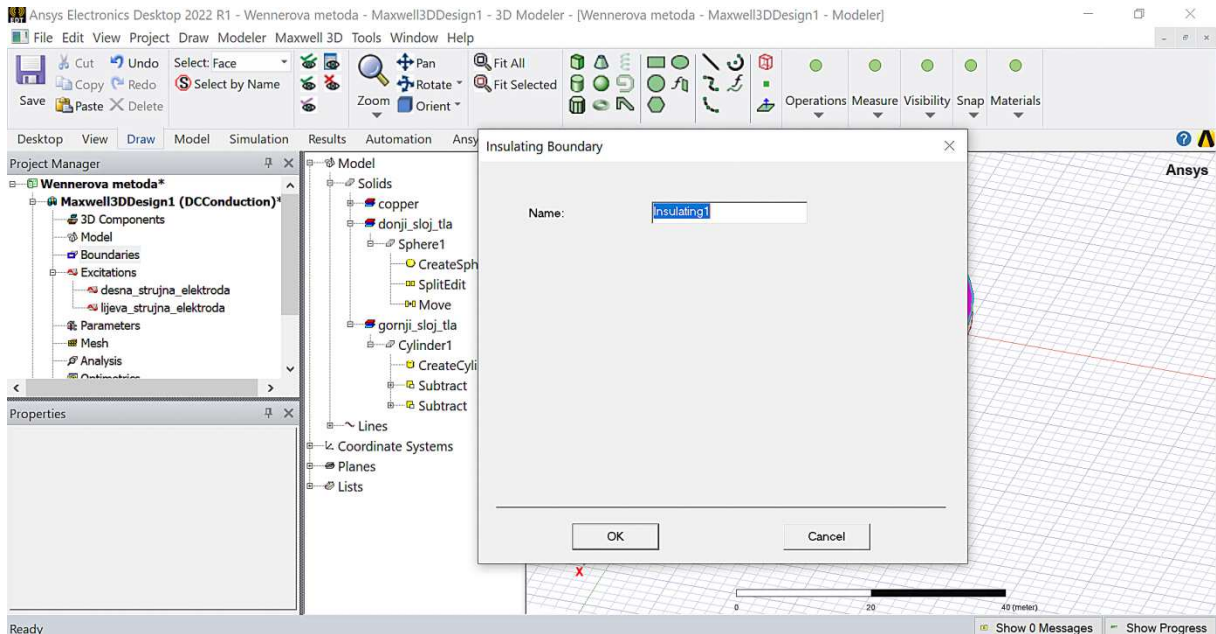 Ansys Electronics Desktop 2022 R1 - Wennerova metoda - Maxwell3DDesign1 - 3D Modeler - [Wennerova metoda - Maxwell3DDesign1 - Modeler]
File Edit View Project Draw Modeler Maxwell 3D Tools Window Help
Save
Cut
Copy
Paste
Undo
Redo
Delete
Select: Face
Select by Name
Zoom
Pan
Rotate
Orient
Fit All
Fit Selected
Operations Measure Visibility Snap Materials
Desktop View Draw Model Simulation Results Automation Ansy
Ansys
Project Manager
Wennerova metoda*
Maxwell3DDesign1 (DCConduction)*
3D Components
Model
Boundaries
Excitations
desna_strujna_elektroda
lijeva_strujna_elektroda
Parameters
Mesh
Analysis
Properties
Model
Solids
copper
donji_sloj_tla
Sphere1
CreateSph
SplitEdit
Move
gornji_sloj_tla
Cylinder1
CreateCyli
Subtract
Subtract
Lines
Coordinate Systems
Planes
Lists
Insulating Boundary
Name:
Insulating1
OK
Cancel
X
0 20 40 (meter)
Ready
Show 0 Messages
Show Progress